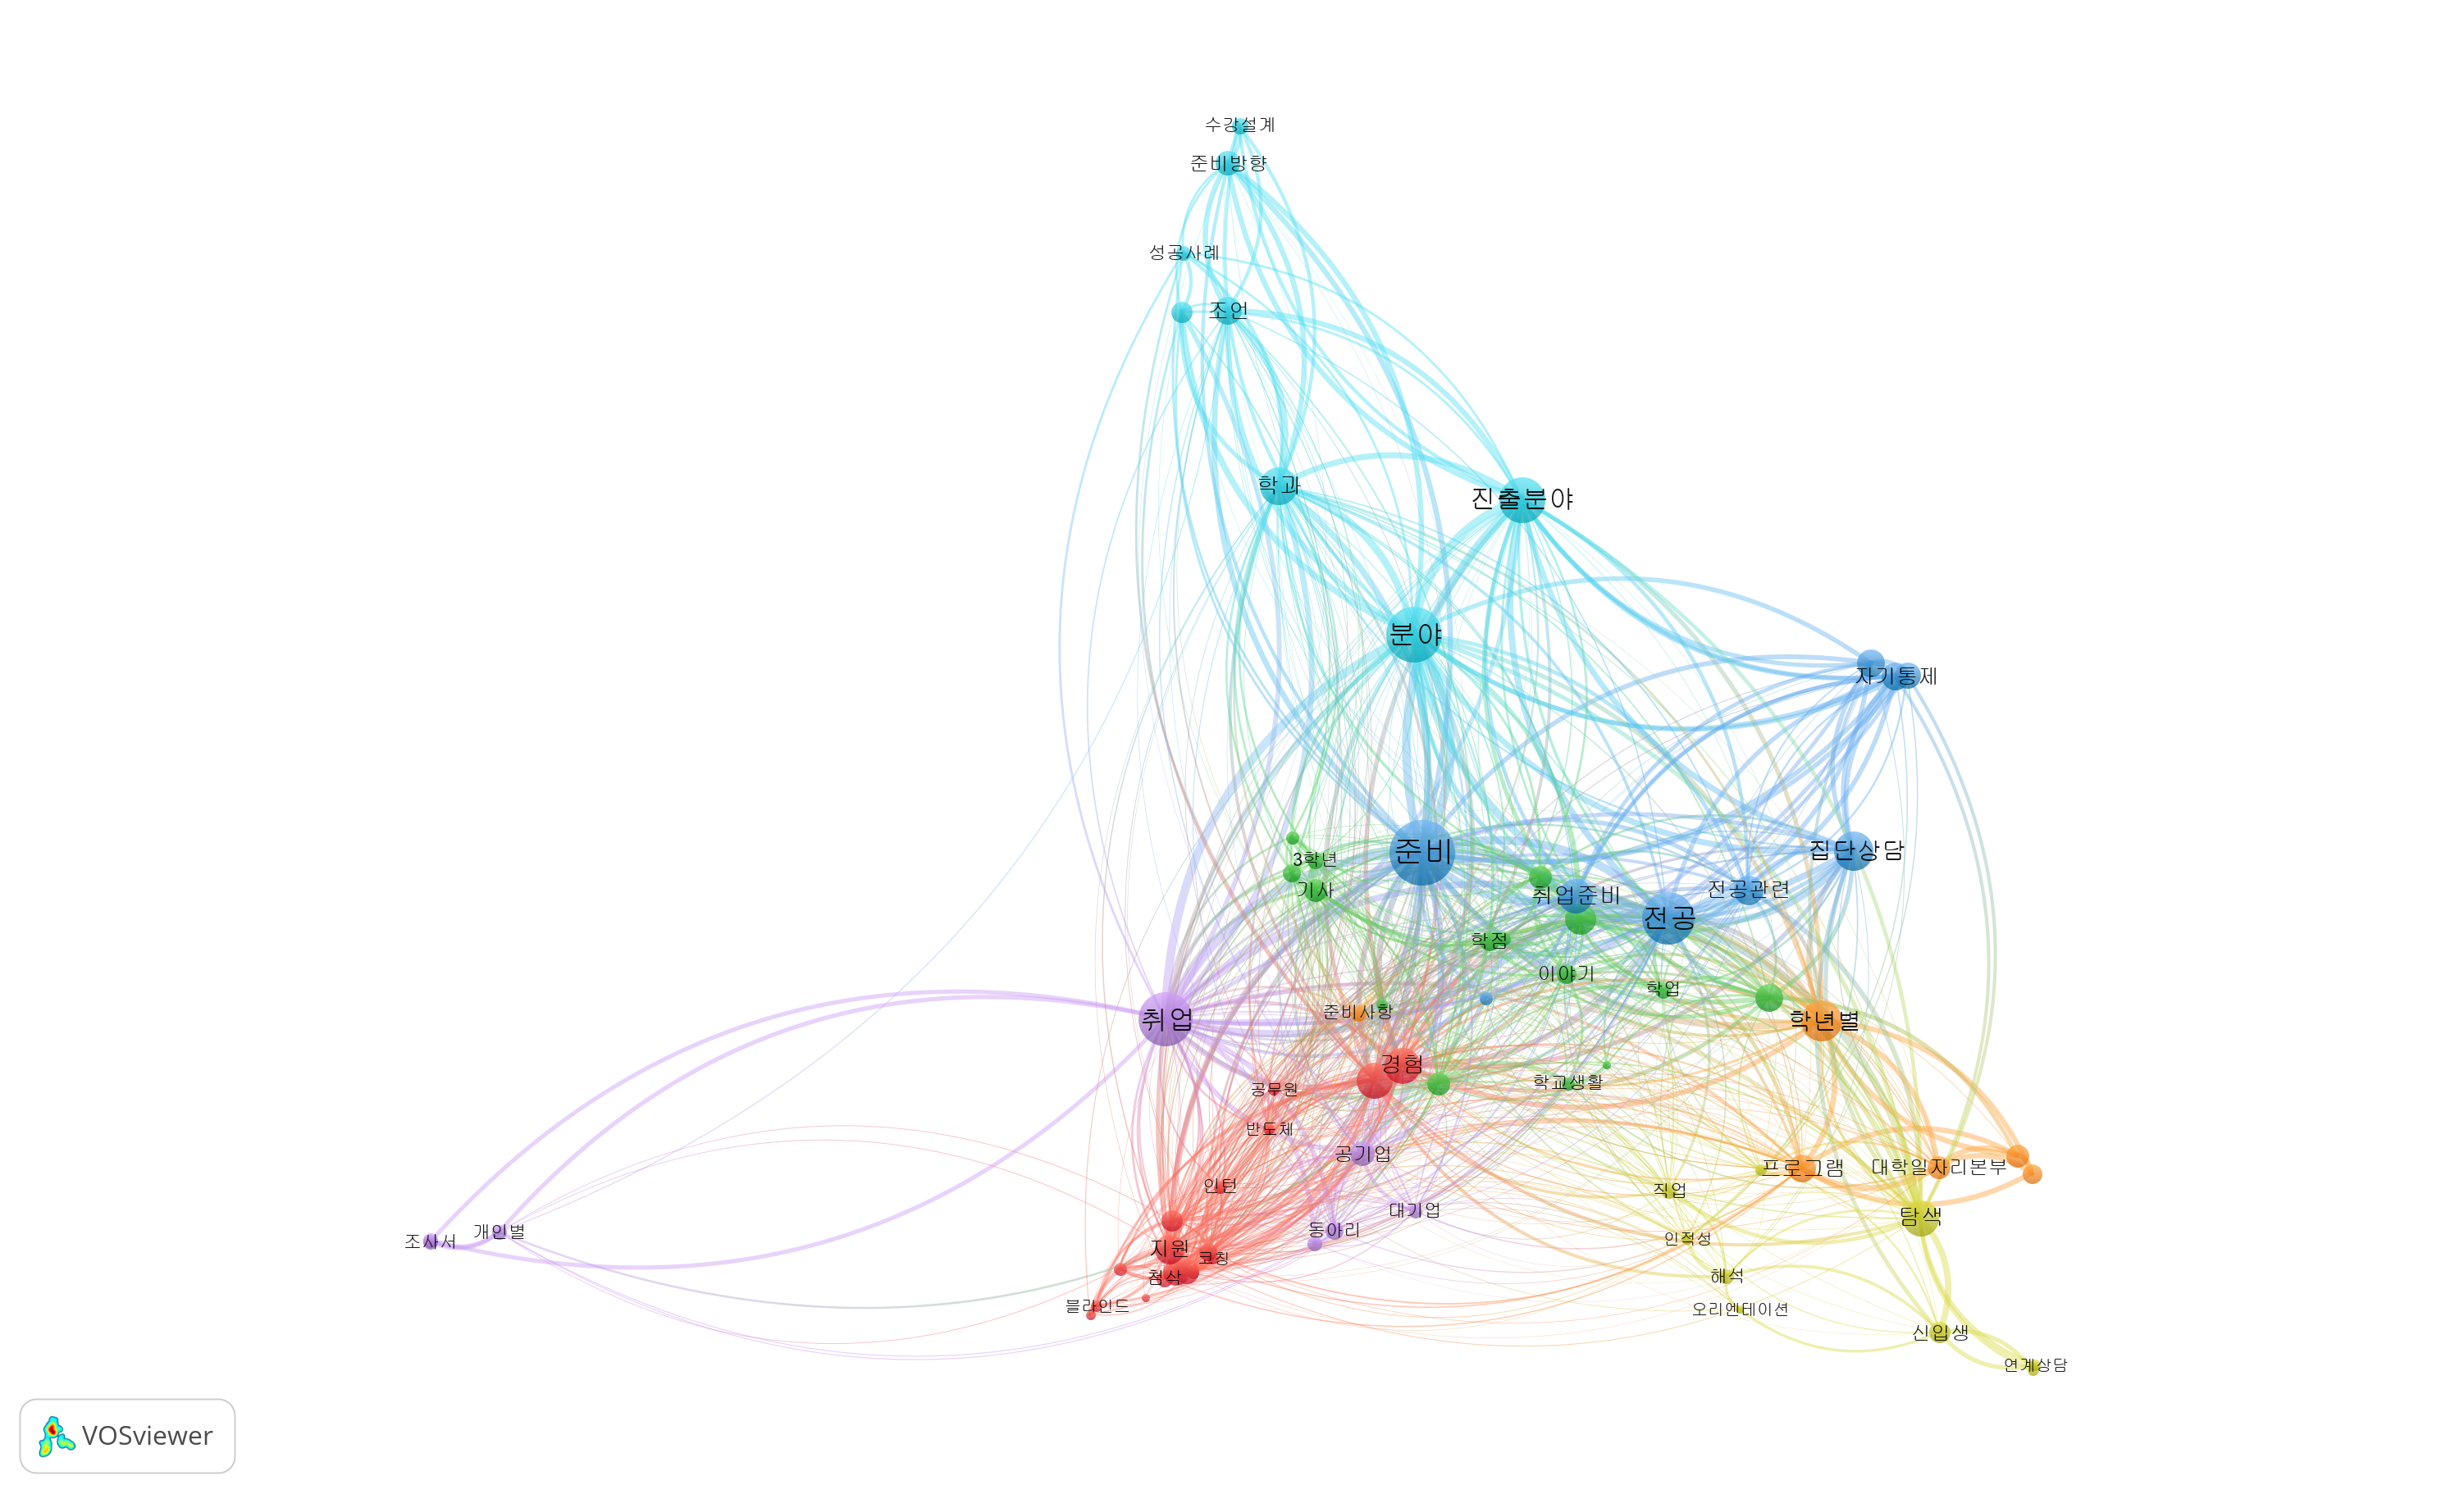 수강설계
준비방향
성공사례
조언
학과
진출분야
분야
자기통제
준비
집단상담
3학년
기사
취업준비
전공관련
전공
학점
이야기
학업
준비사항
취업
학년별
경험
학교생활
공무원
반도체
공기업
프로그램
대학일자리본부
인턴
직업
대기업
탐색
동아리
개인별
조사서
인적성
지원
코칭
첨삭
해석
블라인드
오리엔테이션
신입생
연계상담
VOSviewer